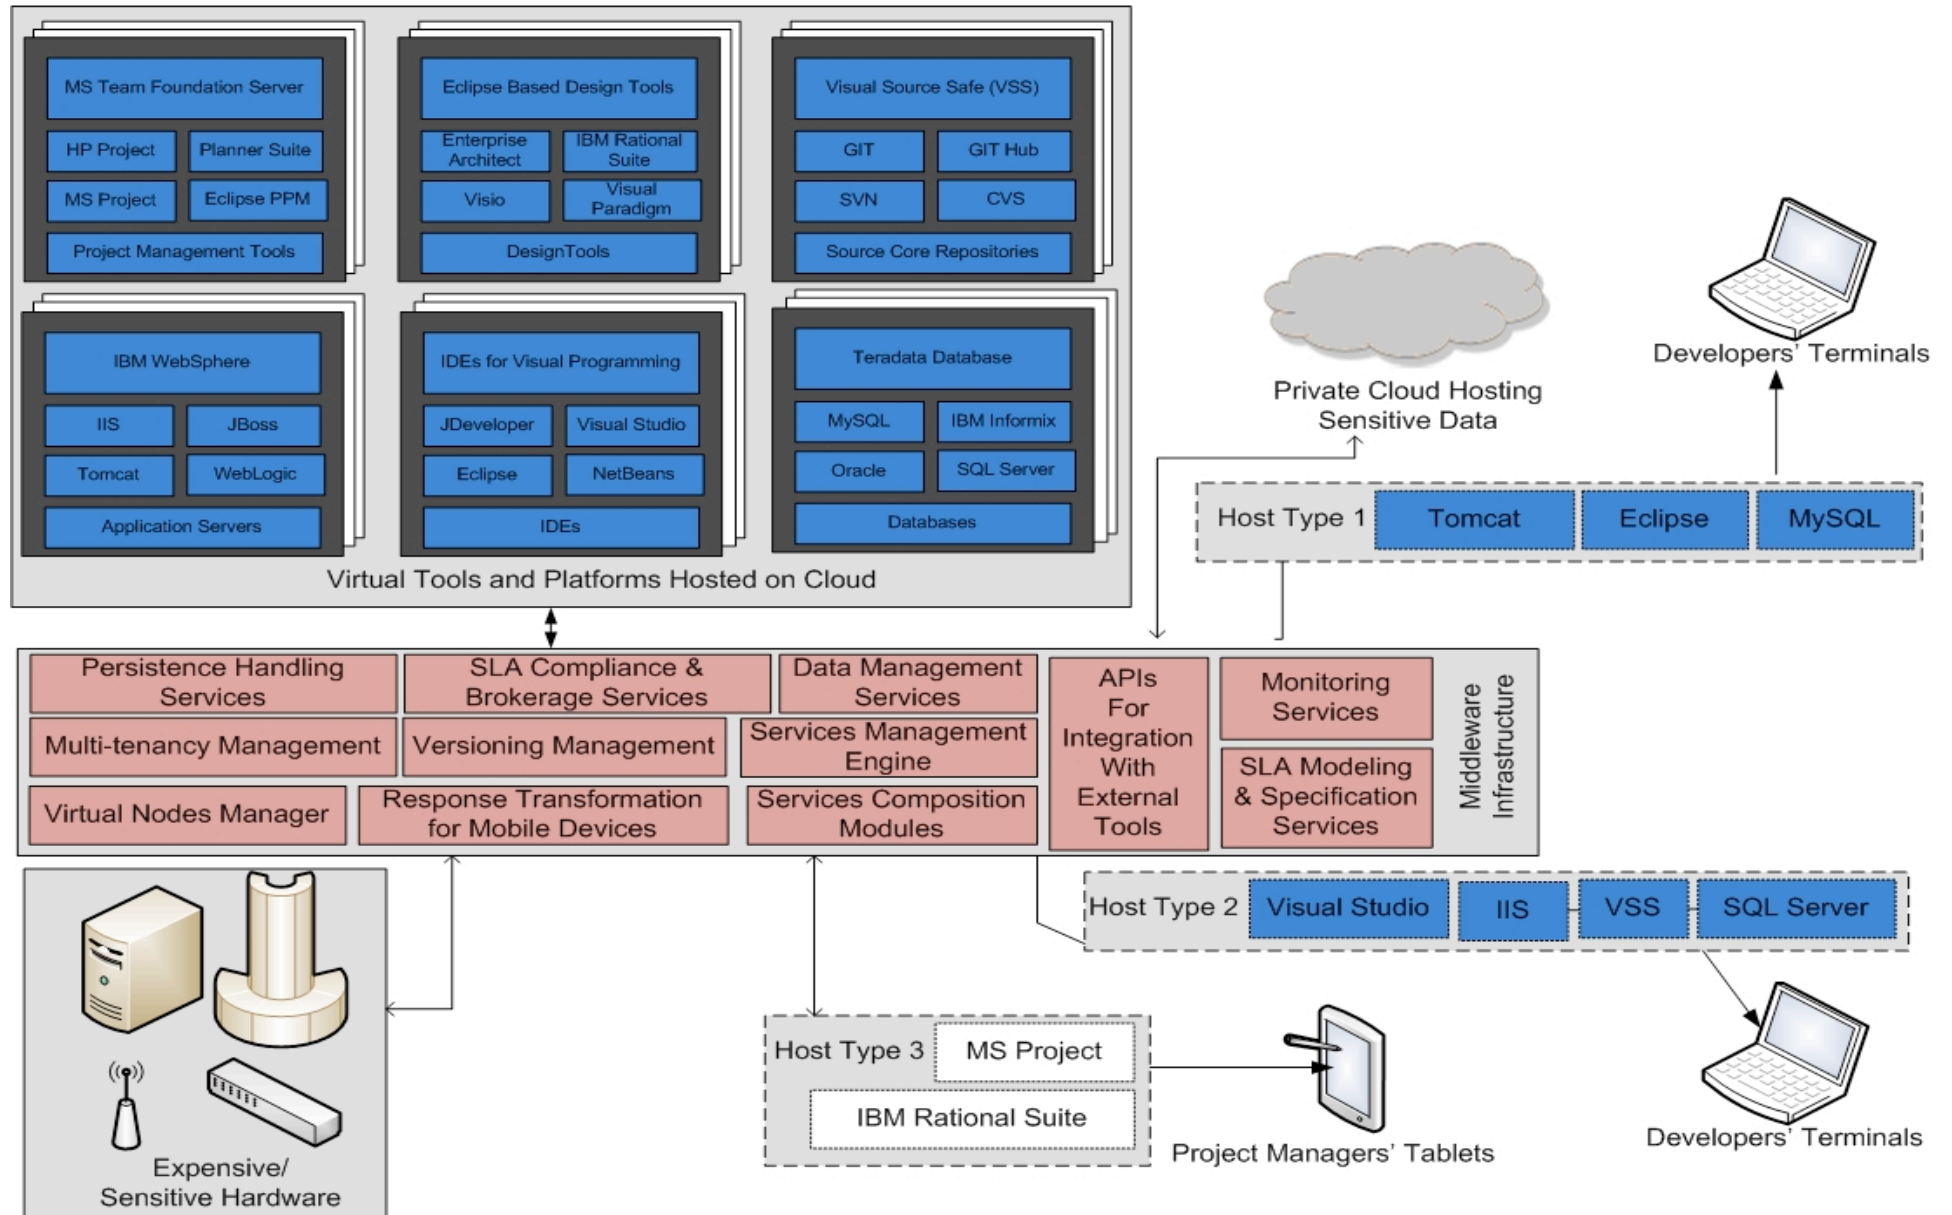 MS Team Foundation Server
HP Project
Planner Suite
MS Project
Eclipse PPM
Project Management Tools
Eclipse Based Design Tools
Enterprise
Architect
IBM Rational
Suite
Visio
Visual
Paradigm
DesignTools
Visual Source Safe (VSS)
GIT
GIT Hub
SVN
CVS
Source Core Repositories
IBM WebSphere
IIS
JBoss
Tomcat
WebLogic
Application Servers
IDEs for Visual Programming
JDeveloper
Visual Studio
Eclipse
NetBeans
IDEs
Teradata Database
MySQL
IBM Informix
Oracle
SQL Server
Databases
Virtual Tools and Platforms Hosted on Cloud
Private Cloud Hosting
Sensitive Data
Developers' Terminals
Host Type 1
Tomcat
Eclipse
MySQL
Persistence Handling
Services
SLA Compliance &
Brokerage Services
Data Management
Services
Multi-tenancy Management
Versioning Management
Services Management
Engine
Virtual Nodes Manager
Response Transformation
for Mobile Devices
Services Composition
Modules
APIs
For
Integration
With
External
Tools
Monitoring
Services
SLA Modeling
& Specification
Services
Middleware
Infrastructure
Host Type 2
Visual Studio
IIS
VSS
SQL Server
Host Type 3
MS Project
IBM Rational Suite
Project Managers' Tablets
Developers' Terminals
Expensive/
Sensitive Hardware